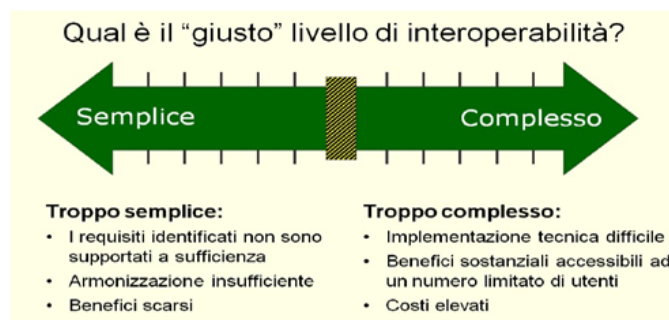 Qual è il “giusto” livello di interoperabilità?
Semplice
Complesso
Troppo semplice:
• I requisiti identificati non sono
supportati a sufficienza
• Armonizzazione insufficiente
• Benefici scarsi
Troppo complesso:
• Implementazione tecnica difficile
• Benefici sostanziali accessibili ad
un numero limitato di utenti
• Costi elevati